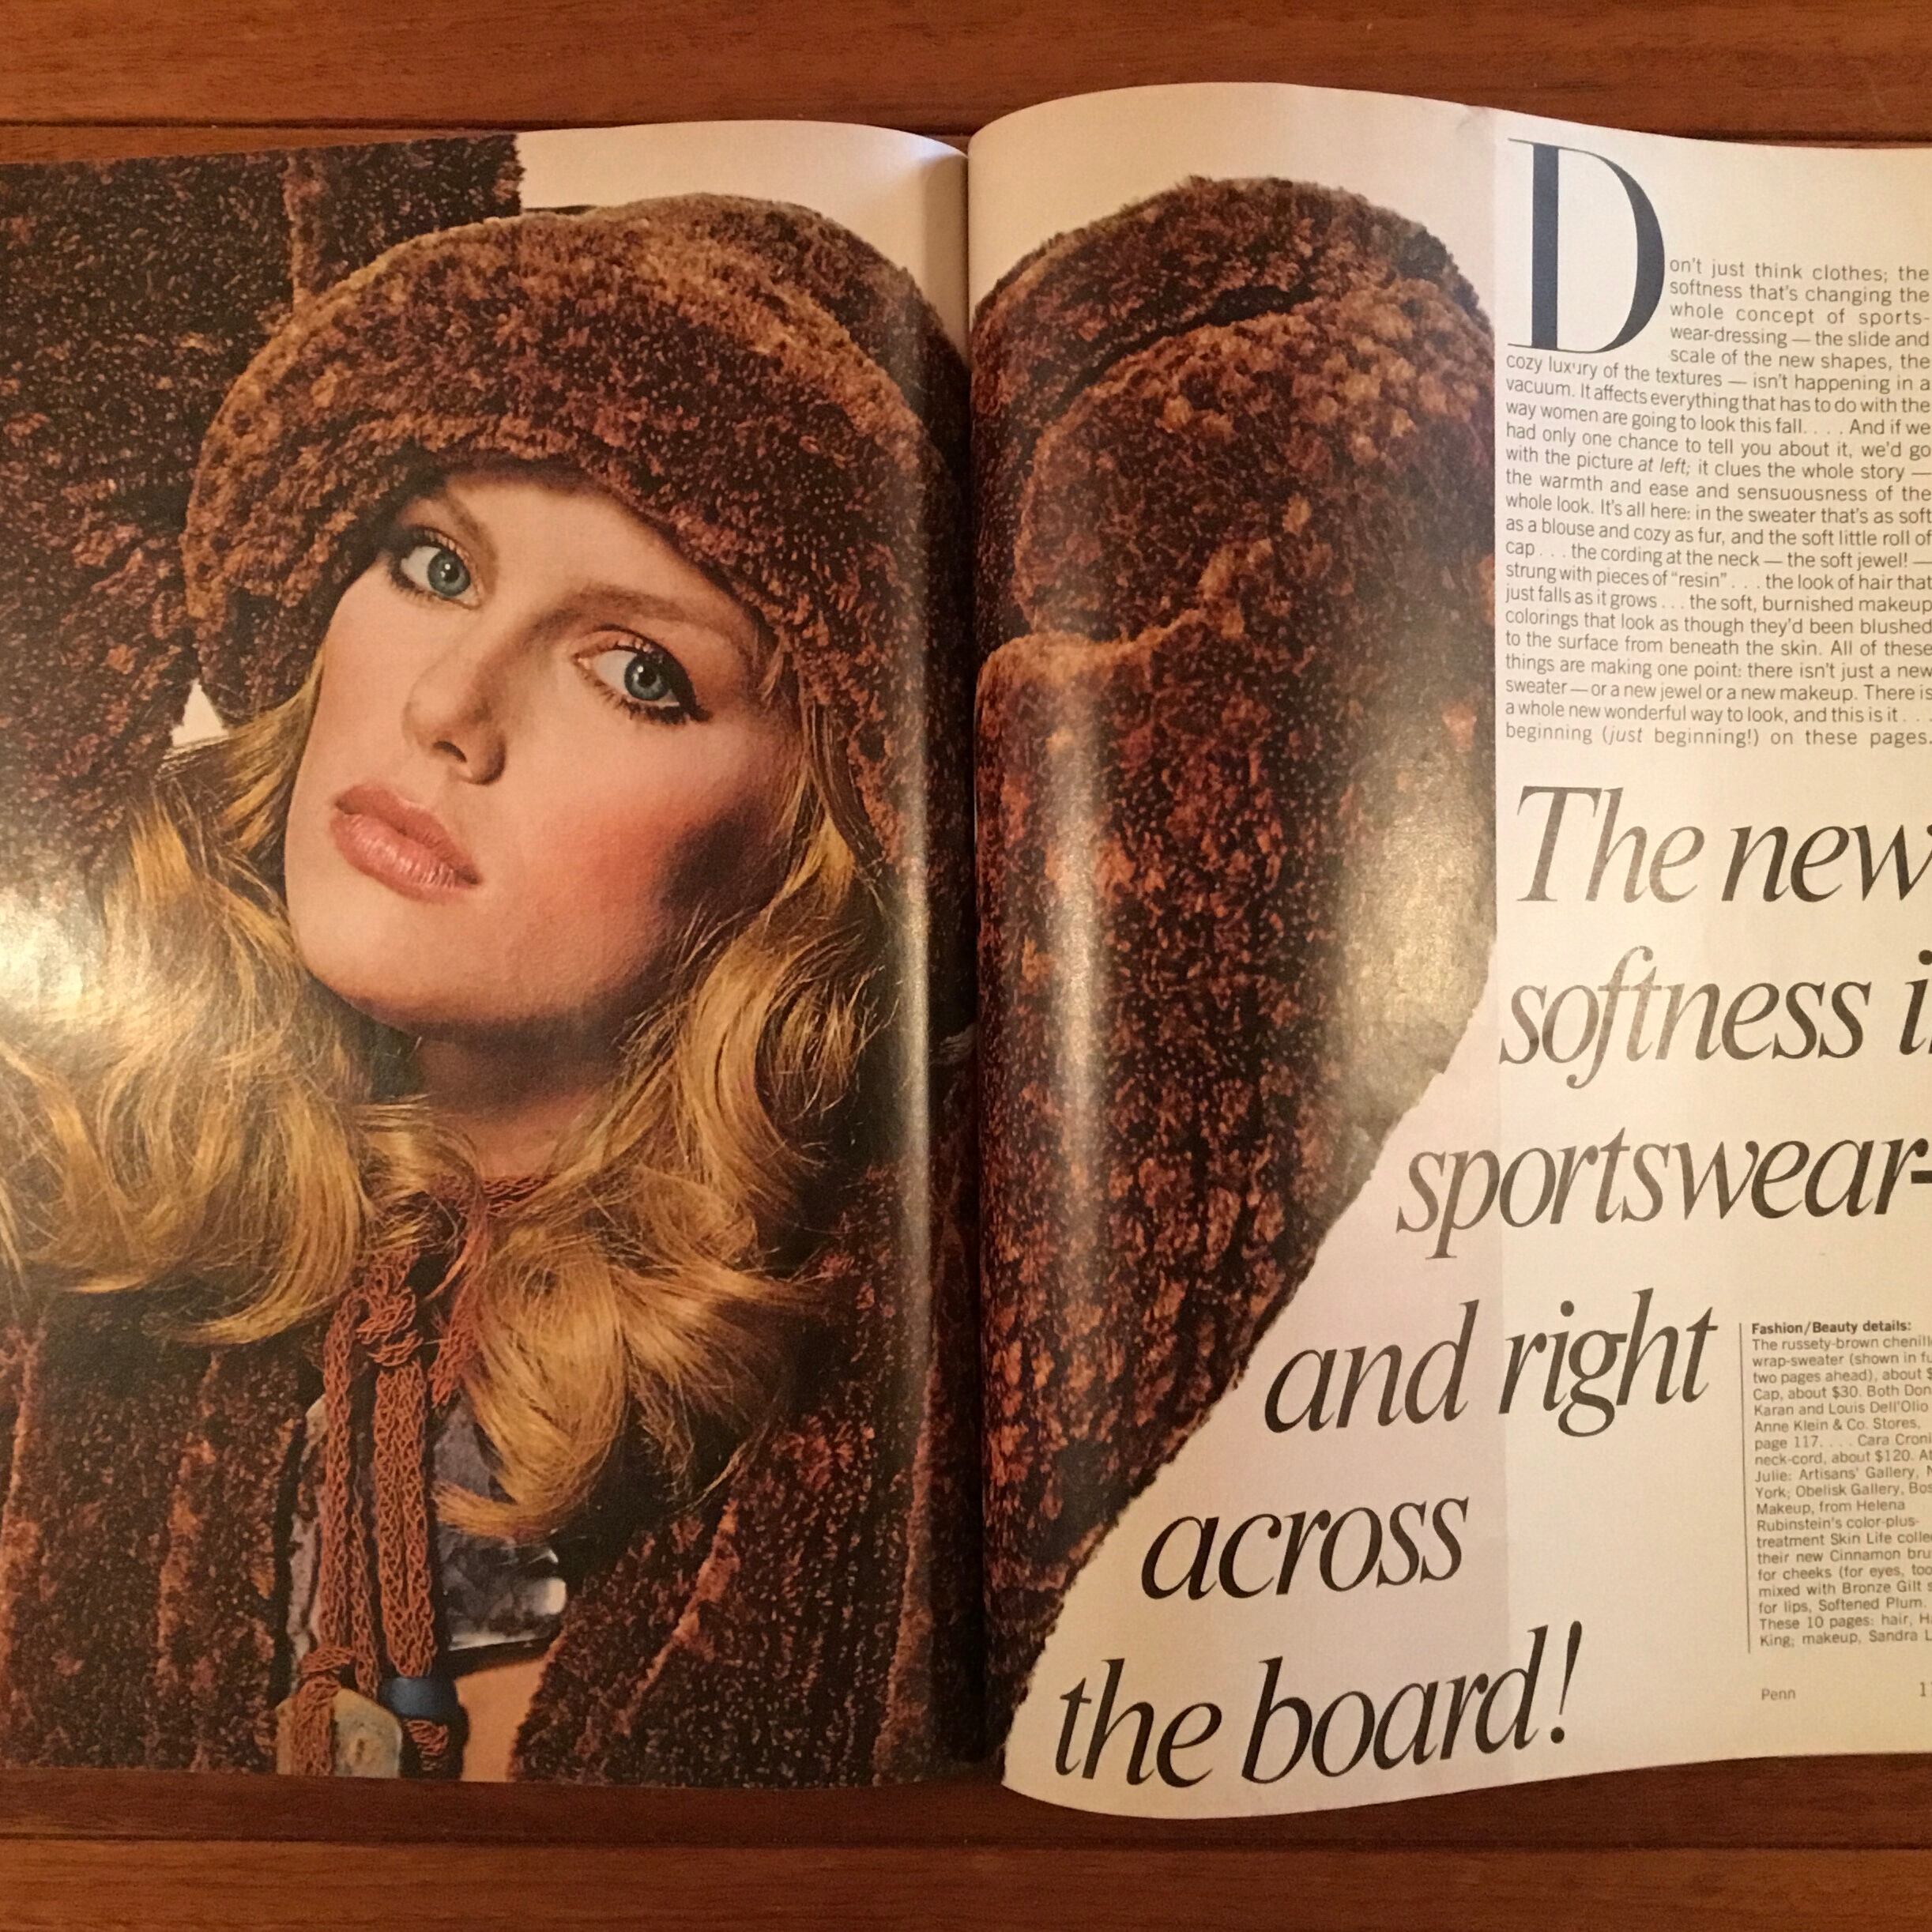 Don't just think clothes; the
softness that's changing the
whole concept of sports-
wear-dressing — the slide and
scale of the new shapes, the
cozy luxury of the textures — isn't happening in a
vacuum. It affects everything that has to do with the
way women are going to look this fall. . . . And if we
had only one chance to tell you about it, we'd go
with the picture at left; it clues the whole story —
the warmth and ease and sensuousness of the
whole look. It's all here: in the sweater that's as soft
as a blouse and cozy as fur, and the soft little roll of
cap . . . the cording at the neck — the soft jewel! —
strung with pieces of "resin" . . . the look of hair that
just falls as it grows . . . the soft, burnished makeup
colorings that look as though they'd been blushed
to the surface from beneath the skin. All of these
things are making one point: there isn't just a new
sweater — or a new jewel or a new makeup. There is
a whole new wonderful way to look, and this is it . .
beginning (just beginning!) on these pages.
The new
softness
sportswear-
and right
across
the board!
Fashion/Beauty details:
The russety-brown
wrap-sweater (shown in
two pages ahead), about
Cap, about $30. Both
Karan and Louis Dell'Olio
Anne Klein & Co. Stores,
page 117. . . . Cara
neck-cord, about $120.
Julie: Artisans' Gallery,
York; Obelisk Gallery,
Makeup, from Helena
Rubinstein's color-plus-
treatment Skin Life
their new Cinnamon
for cheeks (for eyes,
mixed with Bronze Gilt
for lips, Softened Plum.
These 10 pages: hair,
King; makeup, Sandra
Penn